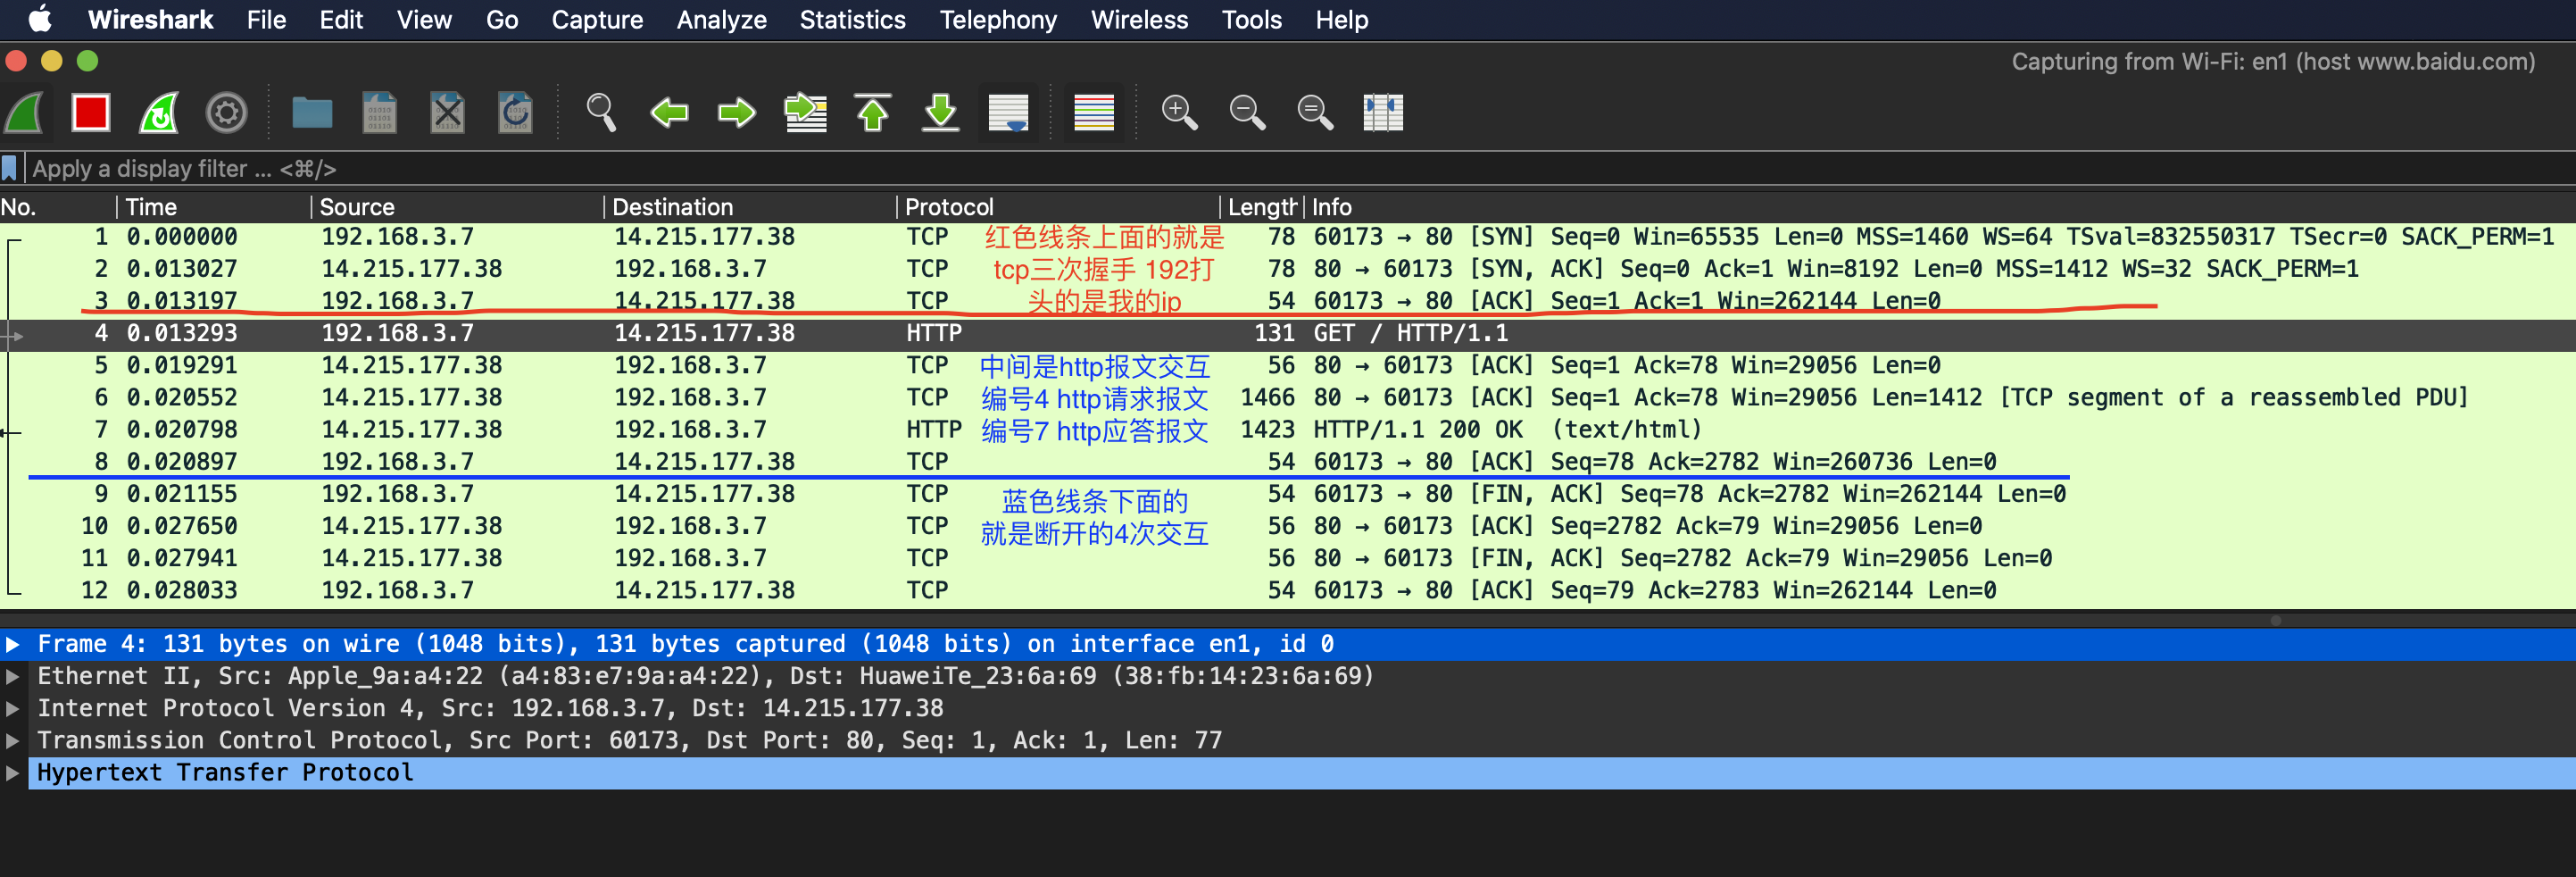 Wireshark File Edit View Go Capture Analyze Statistics Telephony Wireless Tools Help
Capturing from Wi-Fi: en1 (host www.baidu.com)
Apply a display filter ... <⌘/>
No. Time Source Destination Protocol Length Info
1 0.000000 192.168.3.7 14.215.177.38 TCP 红色线条上面的就是 78 60173 → 80 [SYN] Seq=0 Win=65535 Len=0 MSS=1460 WS=64 TSval=832550317 TSecr=0 SACK_PERM=1
2 0.013027 14.215.177.38 192.168.3.7 TCP tcp三次握手 192打 78 80 → 60173 [SYN, ACK] Seq=0 Ack=1 Win=8192 Len=0 MSS=1412 WS=32 SACK_PERM=1
3 0.013197 192.168.3.7 14.215.177.38 TCP 头的是我的ip 54 60173 → 80 [ACK] Seq=1 Ack=1 Win=262144 Len=0
4 0.013293 192.168.3.7 14.215.177.38 HTTP 131 GET / HTTP/1.1
5 0.019291 14.215.177.38 192.168.3.7 TCP 中间是http报文交互 56 80 → 60173 [ACK] Seq=1 Ack=78 Win=29056 Len=0
6 0.020552 14.215.177.38 192.168.3.7 TCP 编号4 http请求报文 1466 80 → 60173 [ACK] Seq=1 Ack=78 Win=29056 Len=1412 [TCP segment of a reassembled PDU]
7 0.020798 14.215.177.38 192.168.3.7 HTTP 编号7 http应答报文 1423 HTTP/1.1 200 OK (text/html)
8 0.020897 192.168.3.7 14.215.177.38 TCP 54 60173 → 80 [ACK] Seq=78 Ack=2782 Win=260736 Len=0
9 0.021155 192.168.3.7 14.215.177.38 TCP 蓝色线条下面的 54 60173 → 80 [FIN, ACK] Seq=78 Ack=2782 Win=262144 Len=0
10 0.027650 14.215.177.38 192.168.3.7 TCP 就是断开的4次交互 56 80 → 60173 [ACK] Seq=2782 Ack=79 Win=29056 Len=0
11 0.027941 14.215.177.38 192.168.3.7 TCP 56 80 → 60173 [FIN, ACK] Seq=2782 Ack=79 Win=29056 Len=0
12 0.028033 192.168.3.7 14.215.177.38 TCP 54 60173 → 80 [ACK] Seq=79 Ack=2783 Win=262144 Len=0
Frame 4: 131 bytes on wire (1048 bits), 131 bytes captured (1048 bits) on interface en1, id 0
Ethernet II, Src: Apple_9a:a4:22 (a4:83:e7:9a:a4:22), Dst: HuaweiTe_23:6a:69 (38:fb:14:23:6a:69)
Internet Protocol Version 4, Src: 192.168.3.7, Dst: 14.215.177.38
Transmission Control Protocol, Src Port: 60173, Dst Port: 80, Seq: 1, Ack: 1, Len: 77
Hypertext Transfer Protocol